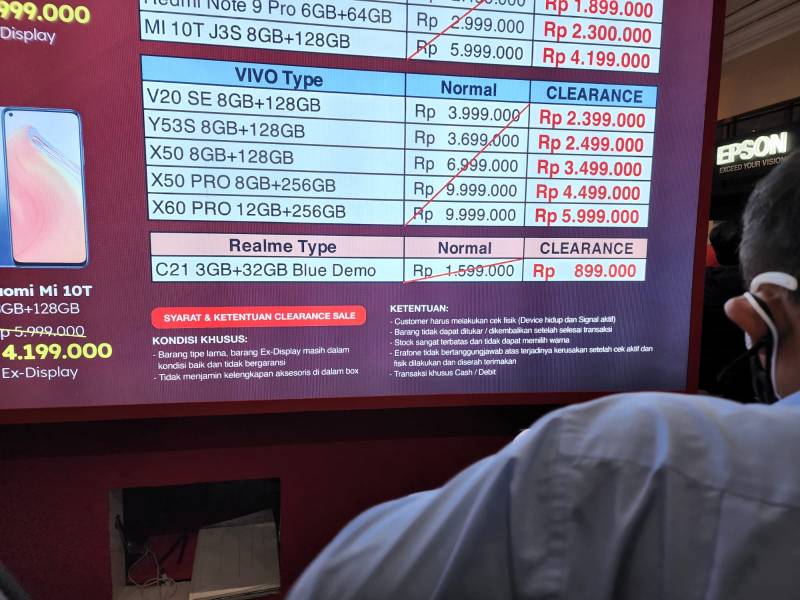 999.000
Display
Redmi Note 9 Pro 6GB+64GB Rp 2.999.000 Rp 2.300.000
Rp 1.899.000
MI 10T J3S 8GB+128GB Rp 5.999.000 Rp 4.199.000
VIVO Type Normal CLEARANCE
V20 SE 8GB+128GB Rp 3.999.000 Rp 2.399.000
Y53S 8GB+128GB Rp 3.699.000 Rp 2.499.000
X50 8GB+128GB Rp 6.999.000 Rp 3.499.000
X50 PRO 8GB+256GB Rp 9.999.000 Rp 4.499.000
X60 PRO 12GB+256GB Rp 9.999.000 Rp 5.999.000
Realme Type Normal CLEARANCE
C21 3GB+32GB Blue Demo Rp 1.599.000 Rp 899.000
aomi Mi 10T
GB+128GB
p 5.999.000
4.199.000
Ex-Display
SYARAT & KETENTUAN CLEARANCE SALE
KONDISI KHUSUS:
- Barang tipe lama, barang Ex-Display masih dalam
kondisi baik dan tidak bergaransi
- Tidak menjamin kelengkapan aksesoris di dalam box
KETENTUAN:
- Customer harus melakukan cek fisik (Device hidup dan Signal aktif)
- Barang tidak dapat ditukar / dikembalikan setelah selesai transaksi
- Stock sangat terbatas dan tidak dapat memilih warna
- Erafone tidak bertanggungjawab atas terjadinya kerusakan setelah cek aktif dan
fisik dilakukan dan diserah terimakan
- Transaksi khusus Cash / Debit
EPSON
EXCEED YOUR VISION